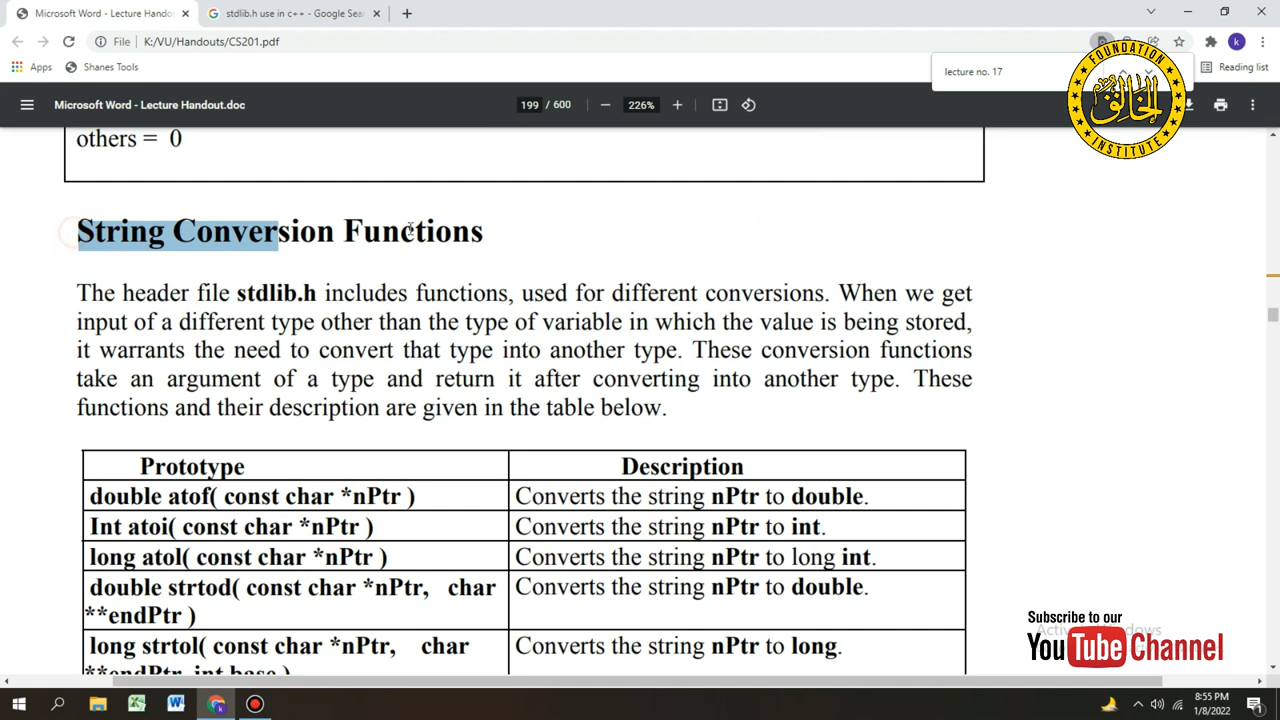 Microsoft Word - Lecture Hando
stdlib.h use in c++ - Google Sea
File K:/VU/Handouts/CS201.pdf
Apps Shanes Tools
lecture no. 17
Reading list
FOUNDATION
الخالق
INSTITUTE
Microsoft Word - Lecture Handout.doc
199 / 600
226%
others = 0
String Conversion Functions
The header file stdlib.h includes functions, used for different conversions. When we get
input of a different type other than the type of variable in which the value is being stored,
it warrants the need to convert that type into another type. These conversion functions
take an argument of a type and return it after converting into another type. These
functions and their description are given in the table below.
Prototype Description
double atof( const char *nPtr ) Converts the string nPtr to double.
Int atoi( const char *nPtr ) Converts the string nPtr to int.
long atol( const char *nPtr ) Converts the string nPtr to long int.
double strtod( const char *nPtr, char Converts the string nPtr to double.
**endPtr )
long strtol( const char *nPtr, char Converts the string nPtr to long.
**endPtr, int base )
Subscribe to our
YouTube Channel
8:55 PM
1/8/2022